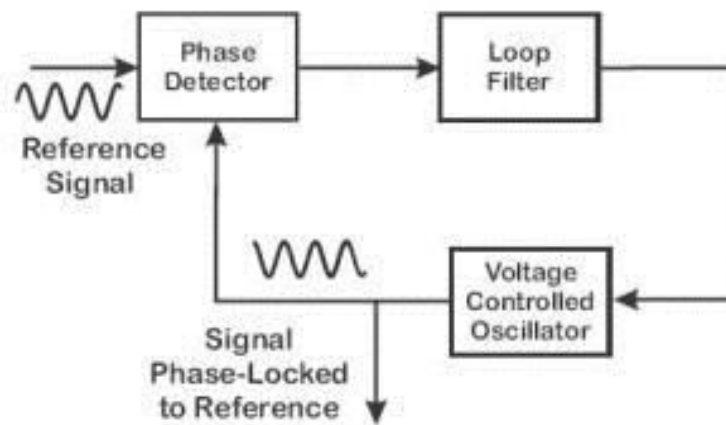 Phase
Detector
Loop
Filter
Reference
Signal
Voltage
Controlled
Oscillator
Signal
Phase-Locked
to Reference